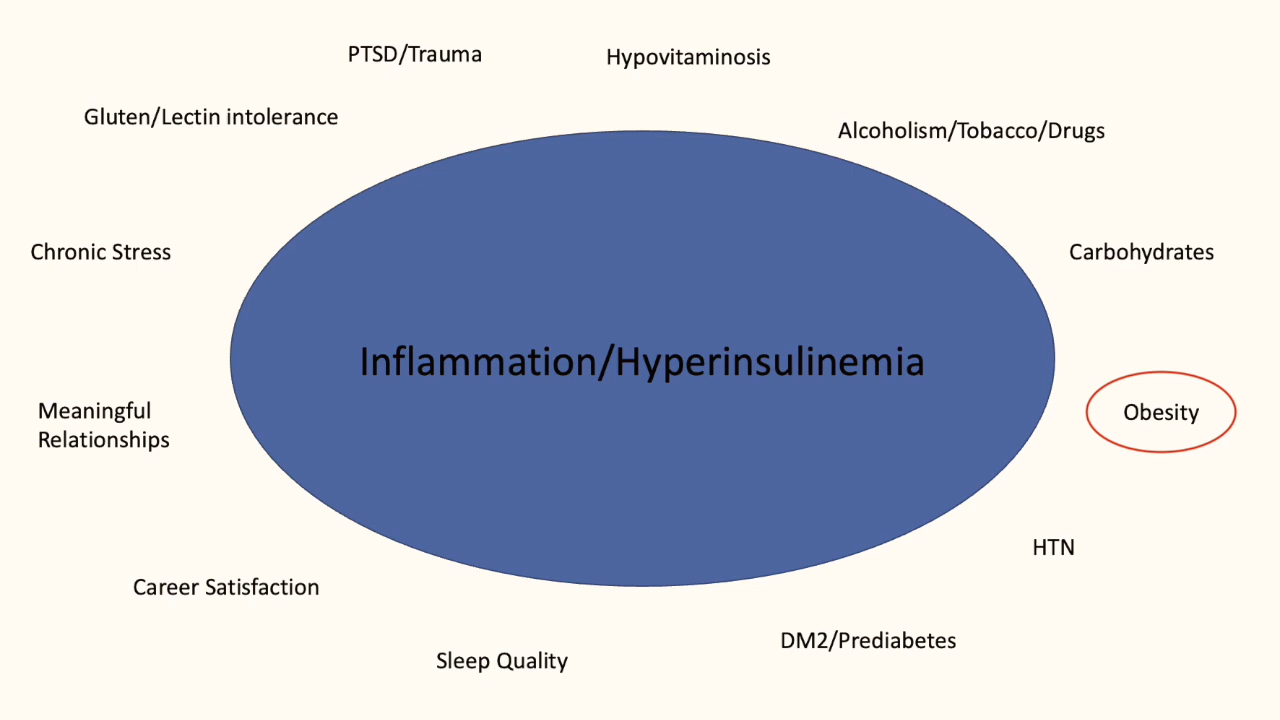 PTSD/Trauma
Hypovitaminosis
Gluten/Lectin intolerance
Alcoholism/Tobacco/Drugs
Chronic Stress
Carbohydrates
Inflammation/Hyperinsulinemia
Meaningful
Relationships
Obesity
HTN
Career Satisfaction
DM2/Prediabetes
Sleep Quality